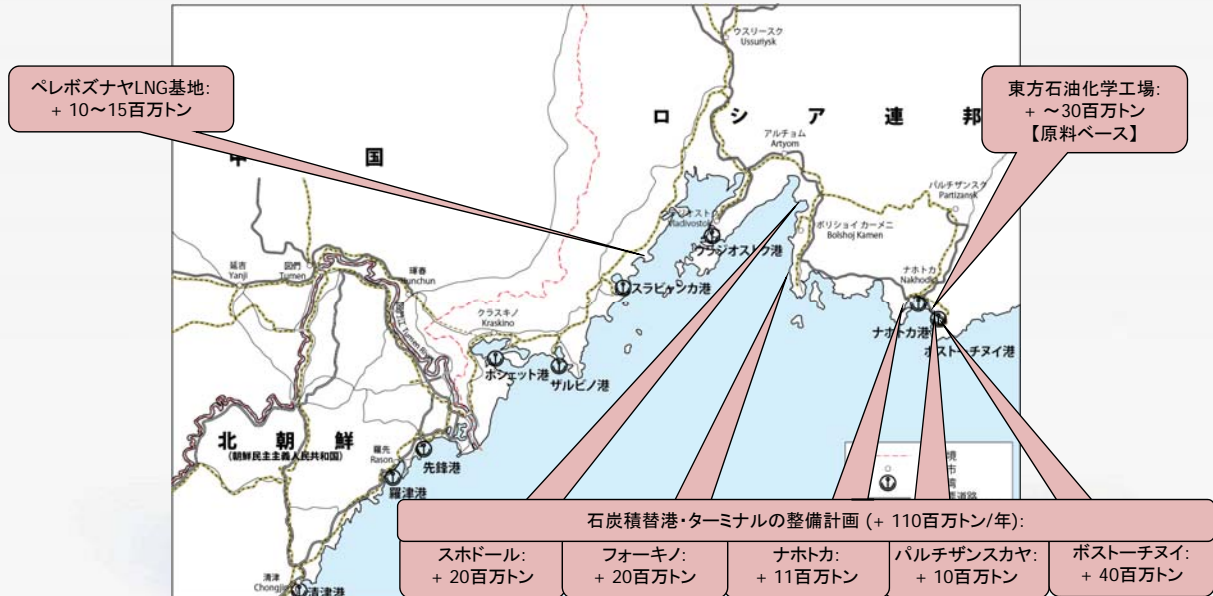 ウスリースク
Ussuriysk
ペレボズナヤLNG基地:
+ 10～15百万トン
東方石油化学工場:
+ ～30百万トン
【原料ベース】
ロシア連邦
中国
アルチョム
Artyom
パルチザンスク
Partizansk
Vladivostok
ウラジオストク港
ボリショイ カーメニ
Bolshoj Kamen
延吉
Yanji
図們
Tumen
琿春
Hunchun
ナホトカ
Nakhodka
スラビャンカ港
クラスキノ
Kraskino
ナホトカ港
ボストーチヌイ港
ポシェット港
ザルビノ港
北朝鮮
(朝鮮民主主義人民共和国)
羅先
Rason
先鋒港
羅津港
石炭積替港・ターミナルの整備計画 (+ 110百万トン/年):
スホドール:
+ 20百万トン
フォーキノ:
+ 20百万トン
ナホトカ:
+ 11百万トン
パルチザンスカヤ:
+ 10百万トン
ボストーチヌイ:
+ 40百万トン
清津
Chongjin
清津港